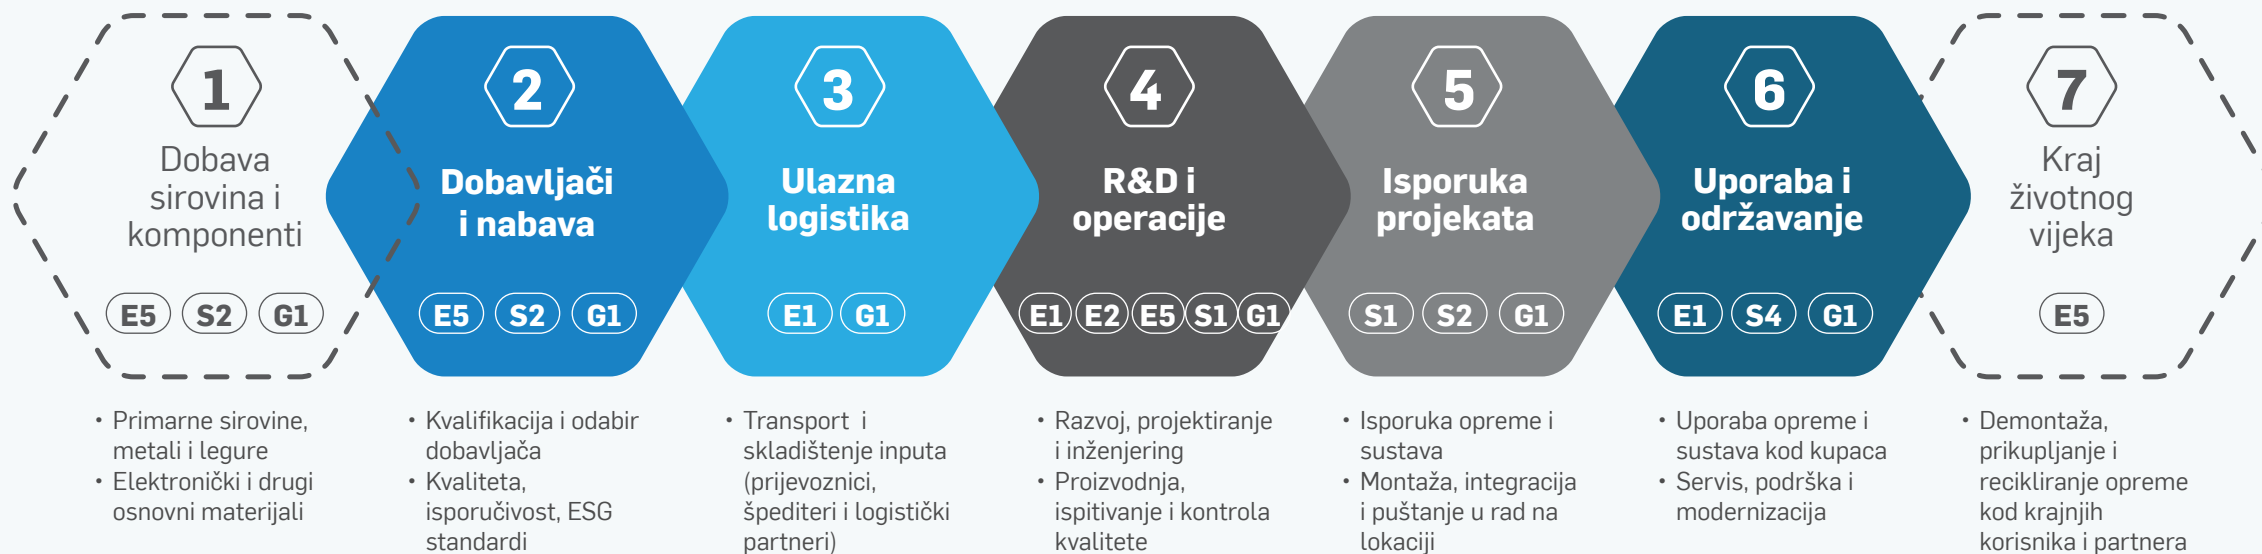 1
Dobava
sirovina i
komponenti
E5 S2 G1
• Primarne sirovine,
metali i legure
• Elektronički i drugi
osnovni materijali
2
Dobavljači
i nabava
E5 S2 G1
• Kvalifikacija i odabir
dobavljača
• Kvaliteta,
isporučivost, ESG
standardi
3
Ulazna
logistika
E1 G1
• Transport i
skladištenje inputa
(prijevoznici,
špediteri i logistički
partneri)
4
R&D i
operacije
E1 E2 E5 S1 G1
• Razvoj, projektiranje
i inženjering
• Proizvodnja,
ispitivanje i kontrola
kvalitete
5
Isporuka
projekata
S1 S2 G1
• Isporuka opreme i
sustava
• Montaža, integracija
i puštanje u rad na
lokaciji
6
Uporaba i
održavanje
E1 S4 G1
• Uporaba opreme i
sustava kod kupaca
• Servis, podrška i
modernizacija
7
Kraj
životnog
vijeka
E5
• Demontaža,
prikupljanje i
recikliranje opreme
kod krajnjih
korisnika i partnera